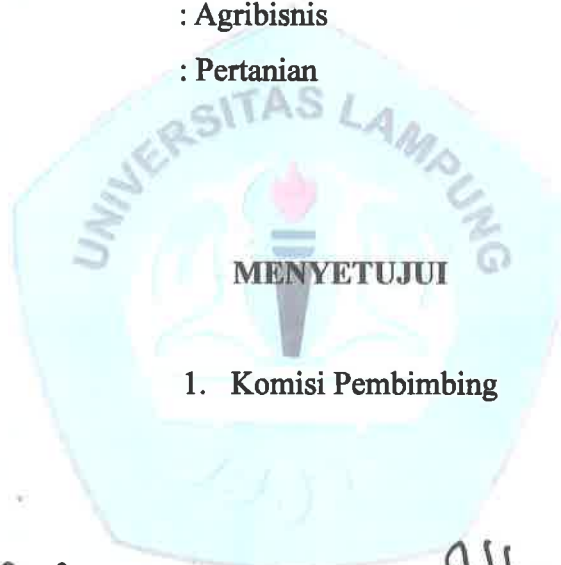 : Agribisnis
: Pertanian
UNIVERSITAS LAMPUNG
MENYETUJUI
1. Komisi Pembimbing